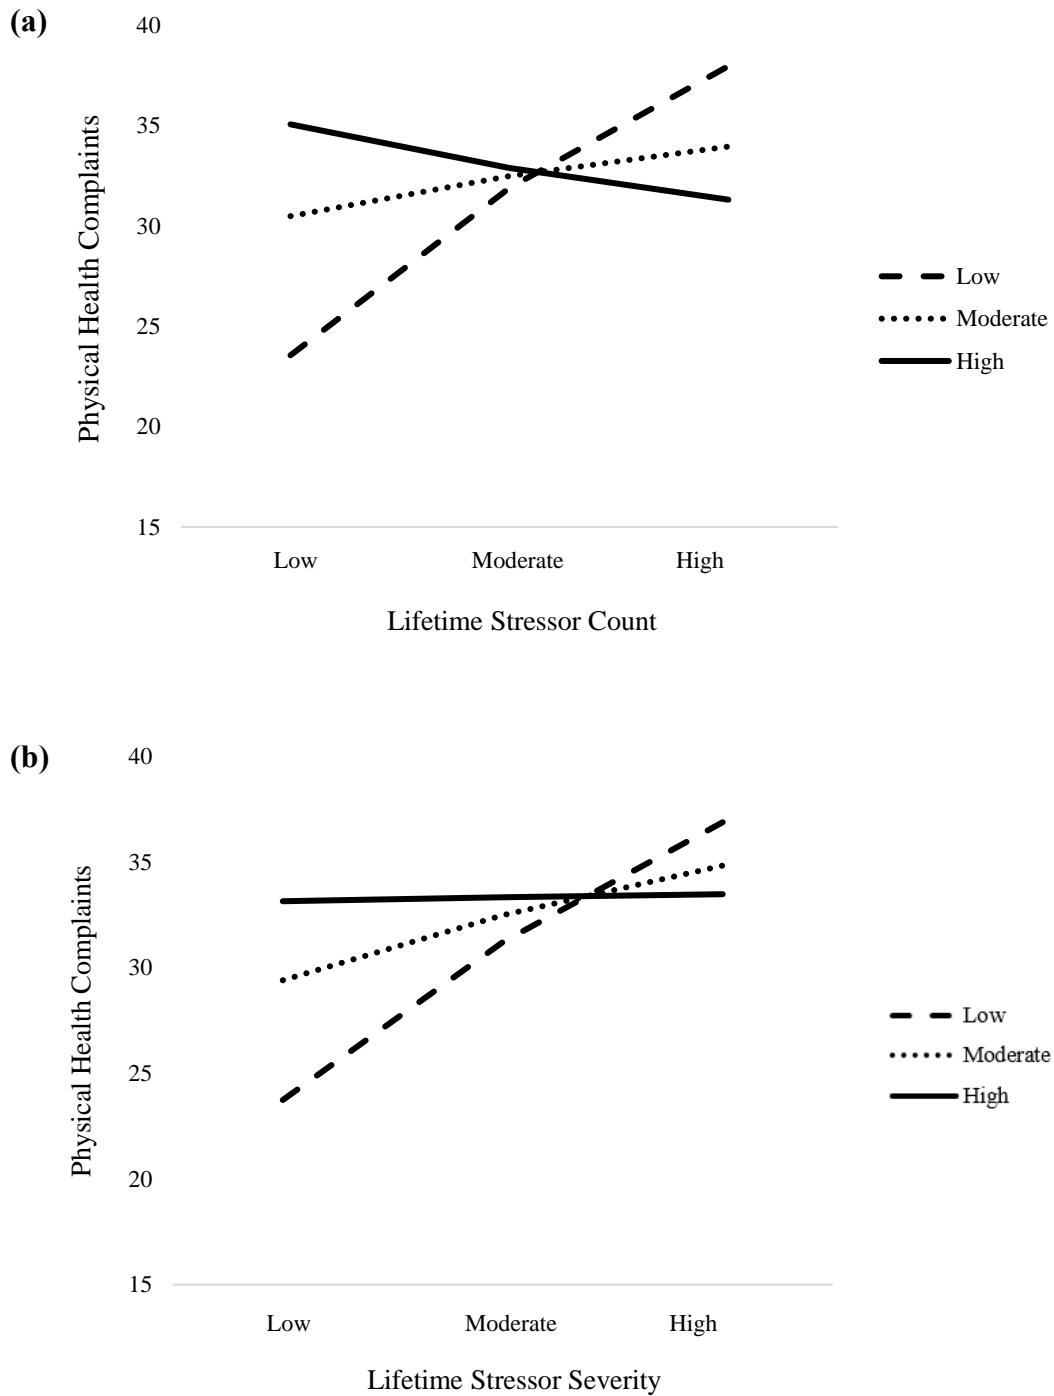 (a)
40
35
30
25
20
15
Physical Health Complaints
Low
Moderate
High
Low Moderate High
Lifetime Stressor Count
(b)
40
35
30
25
20
15
Physical Health Complaints
Low
Moderate
High
Low Moderate High
Lifetime Stressor Severity